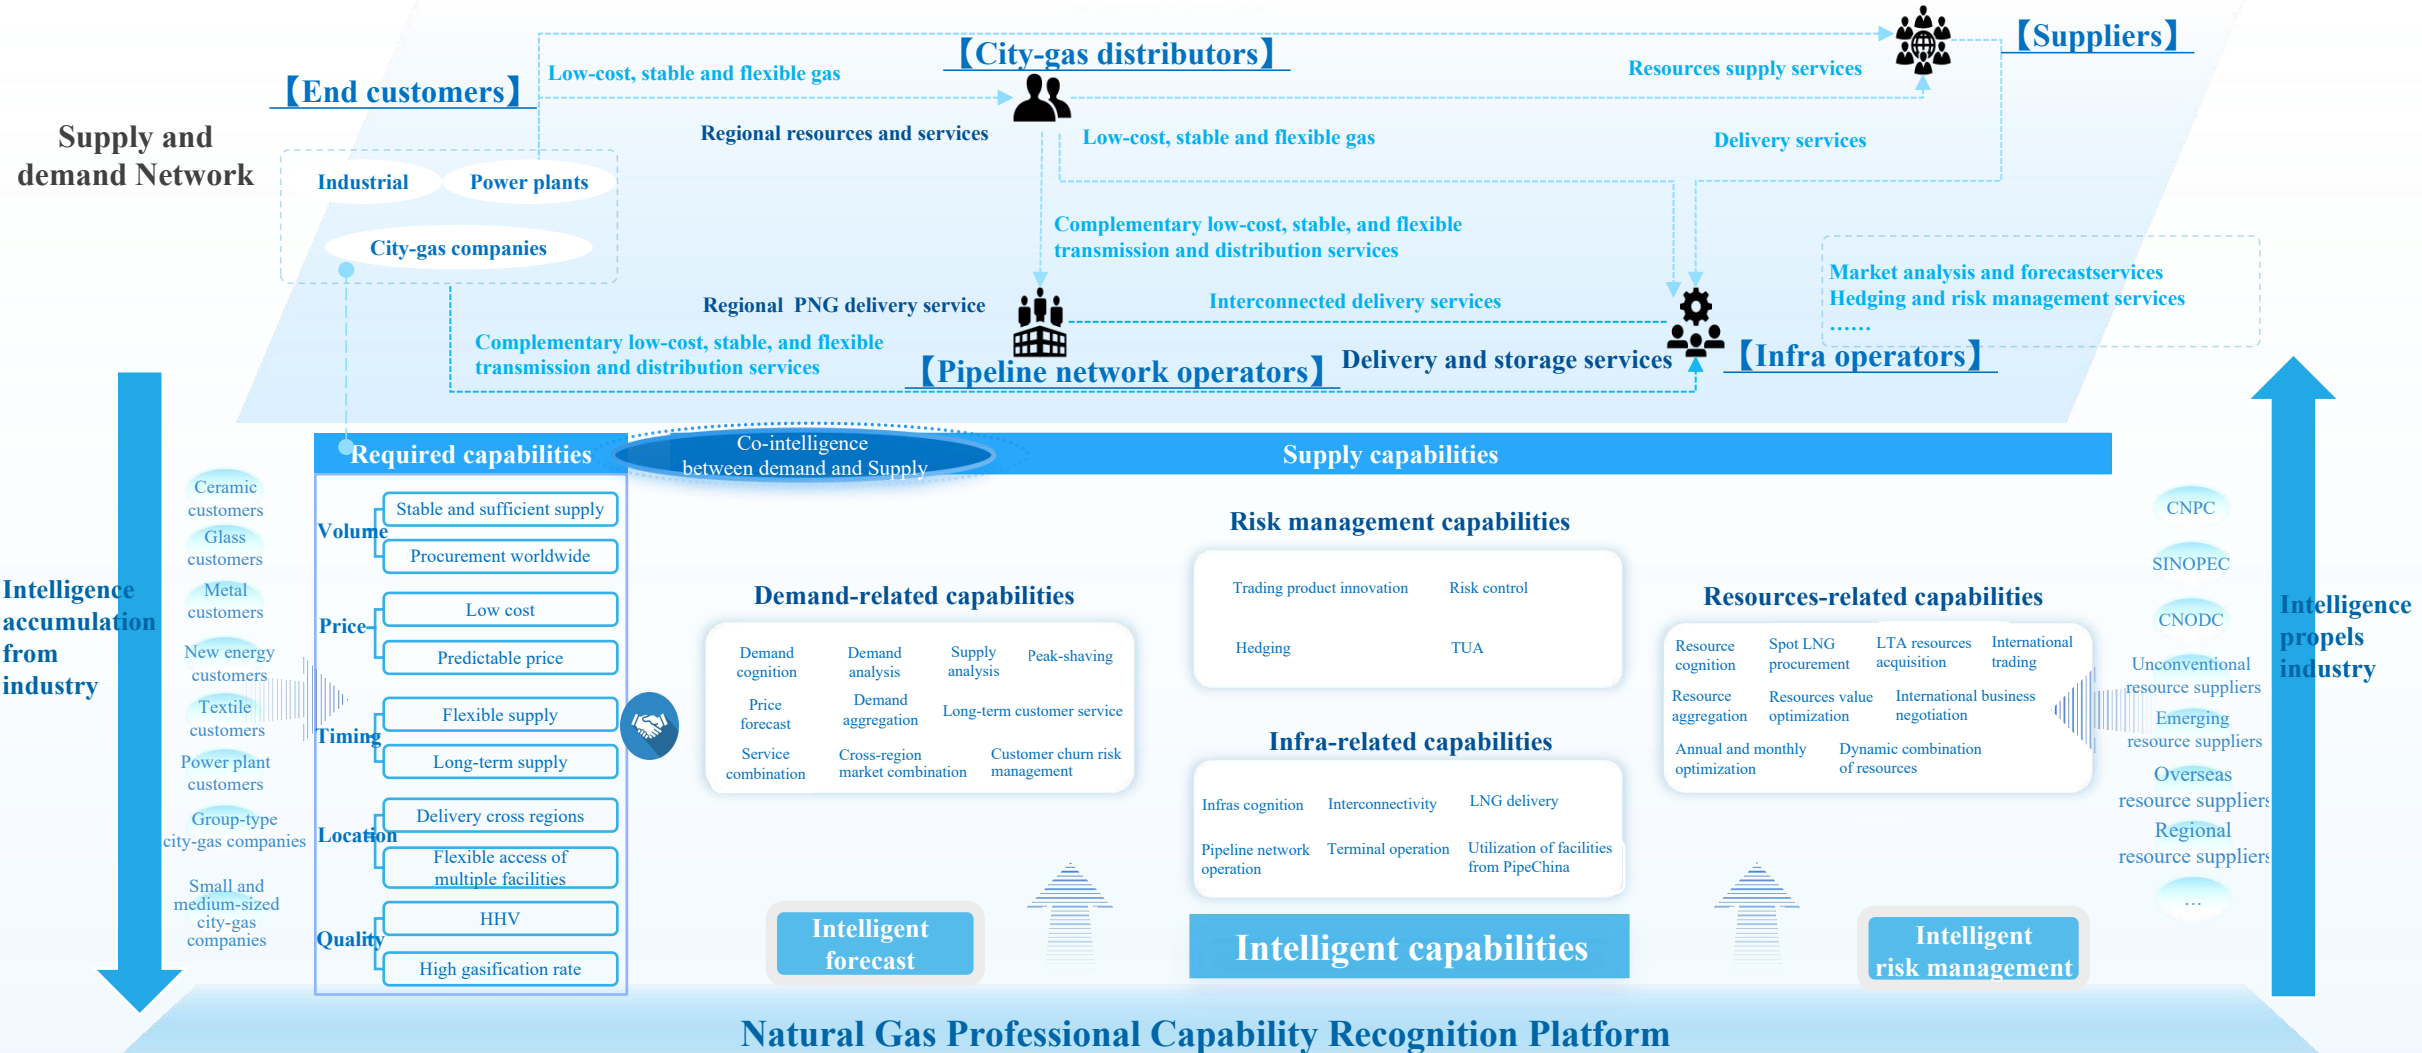 【City-gas distributors】
【Suppliers】
Low-cost, stable and flexible gas
Resources supply services
【End customers】
Supply and
demand Network
Regional resources and services
Low-cost, stable and flexible gas
Delivery services
Industrial
Power plants
City-gas companies
Complementary low-cost, stable, and flexible
transmission and distribution services
Market analysis and forecastservices
Hedging and risk management services
……
Regional PNG delivery service
Interconnected delivery services
Complementary low-cost, stable, and flexible
transmission and distribution services
【Pipeline network operators】
Delivery and storage services
【Infra operators】
Required capabilities
Co-intelligence
between demand and Supply
Supply capabilities
Intelligence
accumulation
from
industry
Ceramic
customers
Glass
customers
Metal
customers
New energy
customers
Textile
customers
Power plant
customers
Group-type
city-gas companies
Small and
medium-sized
city-gas
companies
Volume
Stable and sufficient supply
Procurement worldwide
Price
Low cost
Predictable price
Timing
Flexible supply
Long-term supply
Location
Delivery cross regions
Flexible access of
multiple facilities
Quality
HHV
High gasification rate
Demand-related capabilities
Demand
cognition
Demand
analysis
Supply
analysis
Peak-shaving
Price
forecast
Demand
aggregation
Long-term customer service
Service
combination
Cross-region
market combination
Customer churn risk
management
Risk management capabilities
Trading product innovation
Risk control
Hedging
TUA
Infra-related capabilities
Infras cognition
Interconnectivity
LNG delivery
Pipeline network
operation
Terminal operation
Utilization of facilities
from PipeChina
Resources-related capabilities
Resource
cognition
Spot LNG
procurement
LTA resources
acquisition
International
trading
Resource
aggregation
Resources value
optimization
International business
negotiation
Annual and monthly
optimization
Dynamic combination
of resources
CNPC
SINOPEC
CNODC
Unconventional
resource suppliers
Emerging
resource suppliers
Overseas
resource suppliers
Regional
resource suppliers
…
Intelligence
propels
industry
Intelligent
forecast
Intelligent capabilities
Intelligent
risk management
Natural Gas Professional Capability Recognition Platform